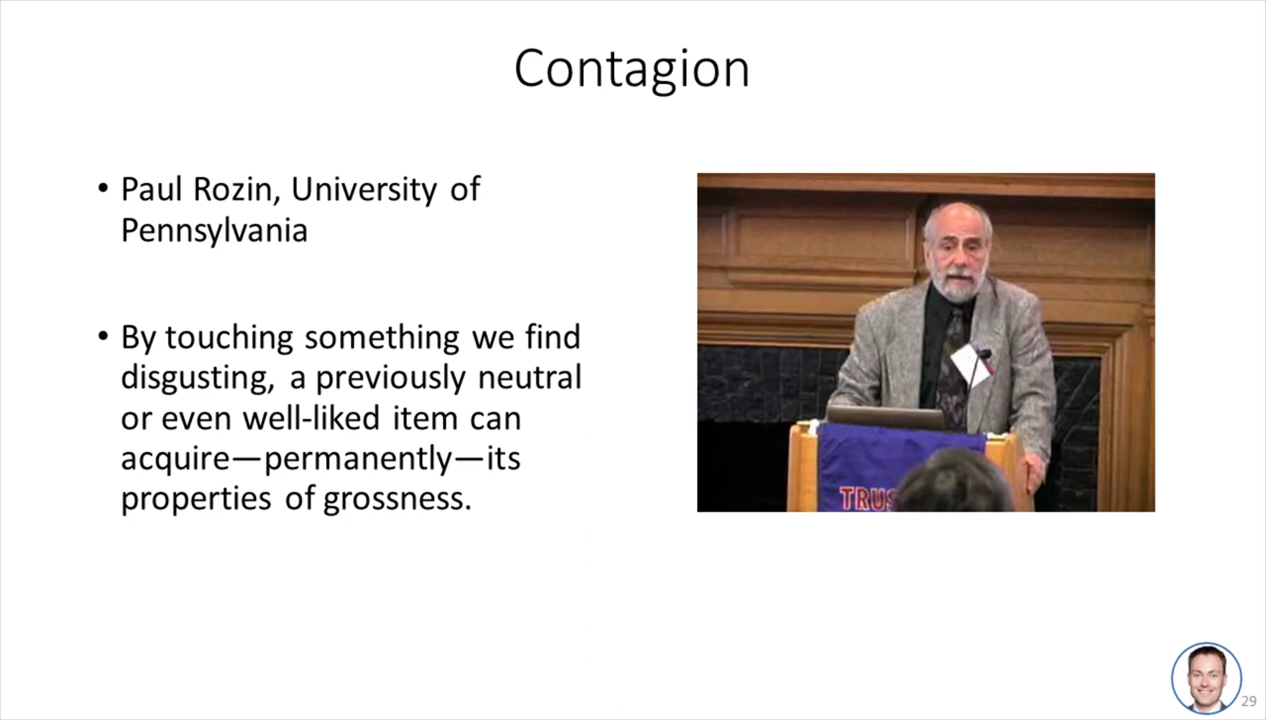 Contagion
• Paul Rozin, University of
Pennsylvania
• By touching something we find
disgusting, a previously neutral
or even well-liked item can
acquire—permanently—its
properties of grossness.
TRUS
29